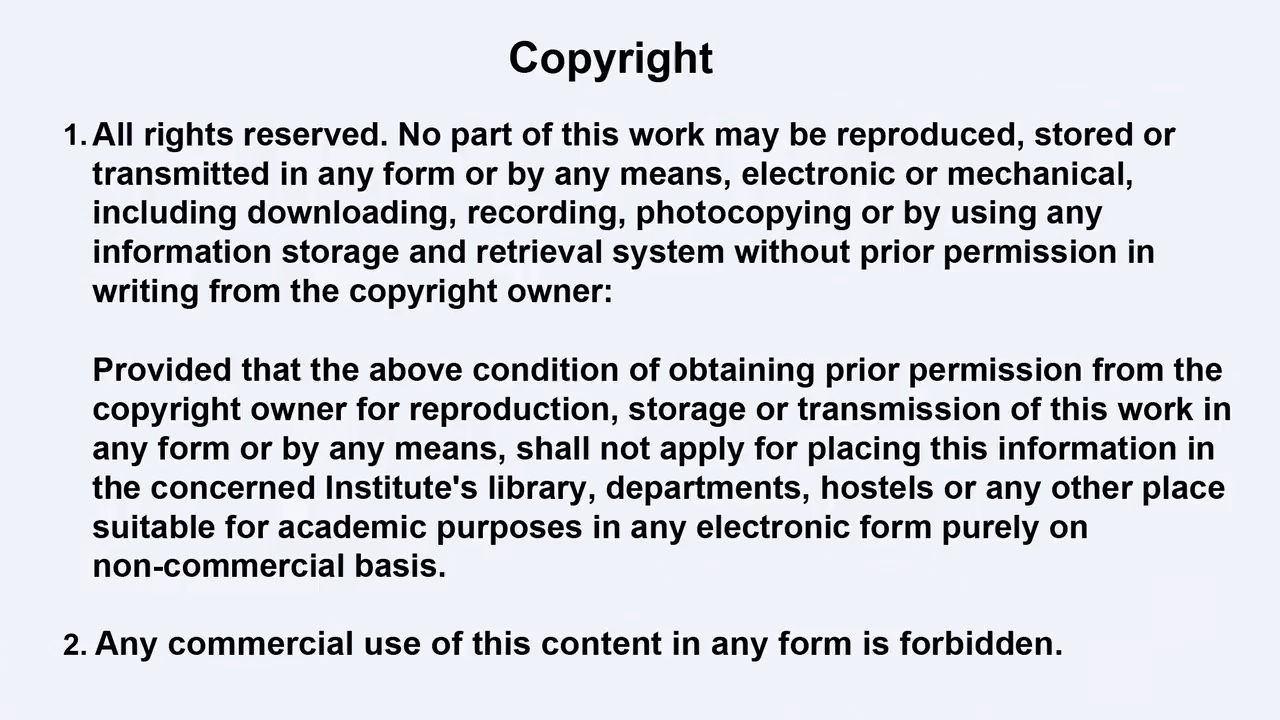 Copyright
1. All rights reserved. No part of this work may be reproduced, stored or
transmitted in any form or by any means, electronic or mechanical,
including downloading, recording, photocopying or by using any
information storage and retrieval system without prior permission in
writing from the copyright owner:
Provided that the above condition of obtaining prior permission from the
copyright owner for reproduction, storage or transmission of this work in
any form or by any means, shall not apply for placing this information in
the concerned Institute's library, departments, hostels or any other place
suitable for academic purposes in any electronic form purely on
non-commercial basis.
2. Any commercial use of this content in any form is forbidden.